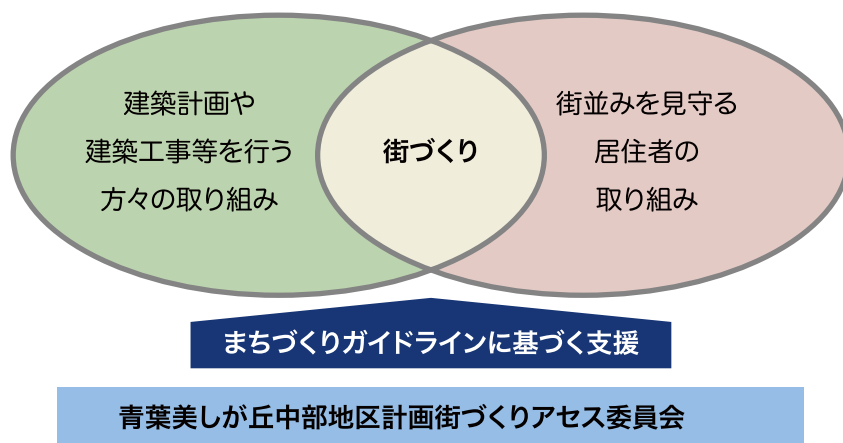 建築計画や
建築工事等を行う
方々の取り組み
街づくり
街並みを見守る
居住者の
取り組み
まちづくりガイドラインに基づく支援
青葉美しが丘中部地区計画街づくりアセス委員会